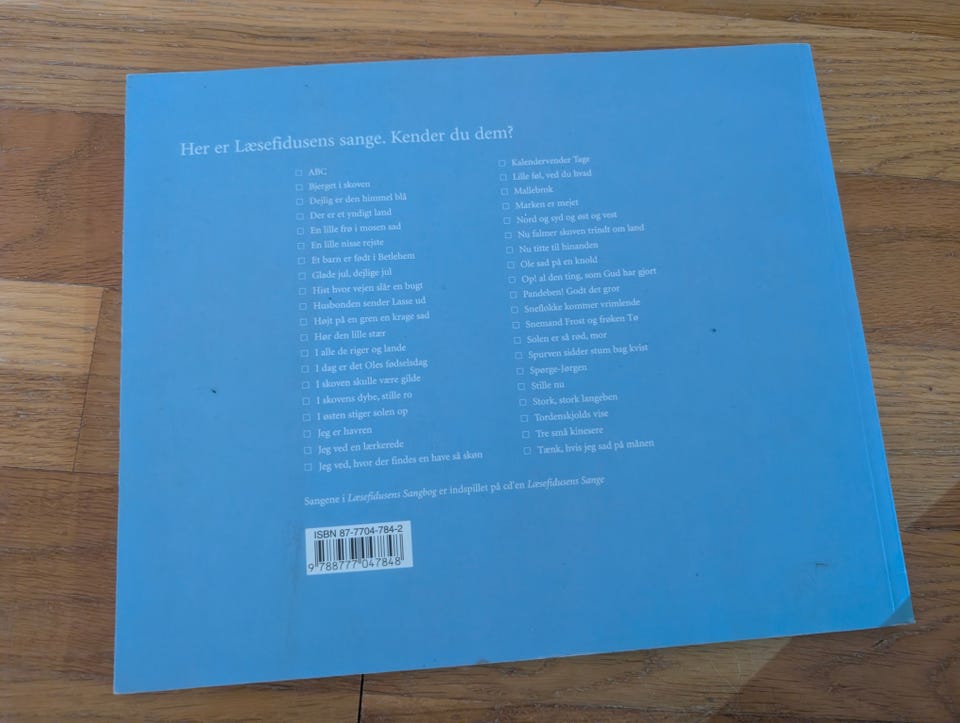 Her er Læsefidusens sange. Kender du dem?
☐ ABC
☐ Bjerget i skoven
☐ Dejlig er den himmel blå
☐ Der er et yndigt land
☐ En lille frø i mosen sad
☐ En lille nisse rejste
☐ Et barn er født i Betlehem
☐ Glade jul, dejlige jul
☐ Hist hvor vejen slår en bugt
☐ Husbonden sender Lasse ud
☐ Højt på en gren en krage sad
☐ Hør den lille stær
☐ I alle de riger og lande
☐ I dag er det Oles fødselsdag
☐ I skoven skulle være gilde
☐ I skovens dybe, stille ro
☐ I østen stiger solen op
☐ Jeg er havren
☐ Jeg ved en lærkerede
☐ Jeg ved, hvor der findes en have så skøn
☐ Kalendervender Tage
☐ Lille føl, ved du hvad
☐ Mallebrok
☐ Marken er mejet
☐ Nord og syd og øst og vest
☐ Nu falmer skoven trindt om land
☐ Nu titte til hinanden
☐ Ole sad på en knold
☐ Op! al den ting, som Gud har gjort
☐ Pandeben! Godt det gror
☐ Sneflokke kommer vrimlende
☐ Snemand Frost og frøken Tø
☐ Solen er så rød, mor
☐ Spurven sidder stum bag kvist
☐ Spørge-Jørgen
☐ Stille nu
☐ Stork, stork langeben
☐ Tordenskjolds vise
☐ Tre små kinesere
☐ Tænk, hvis jeg sad på månen
Sangene i Læsefidusens Sangbog er indspillet på cd'en Læsefidusens Sange
ISBN 87-7704-784-2
9 788777 047848